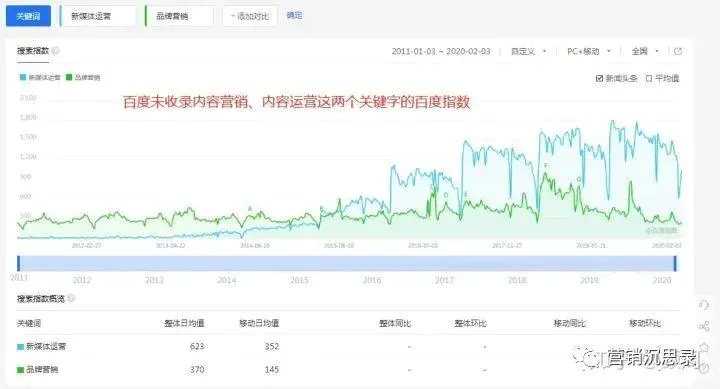 关键词 新媒体运营 品牌营销 +添加对比 确定
搜索指数 2011-01-03 ~ 2020-02-03 自定义 PC+移动 全国
新媒体运营 品牌营销 新闻头条 平均值
百度未收录内容营销、内容运营这两个关键字的百度指数
2,100
1,800
1,500
1,200
900
600
300
@百度指数
2012-02-27 2013-04-22 2014-06-16 2015-08-10 2016-10-03 2017-11-27 2019-01-21 2020-02-03
2011 2012 2013 2014 2015 2016 2017 2018 2019 2020
搜索指数概览
关键词 整体日均值 移动日均值 整体同比 整体环比 移动同比 移动环比
新媒体运营 623 352 - - - -
品牌营销 370 145 - - - -
营销沉思录